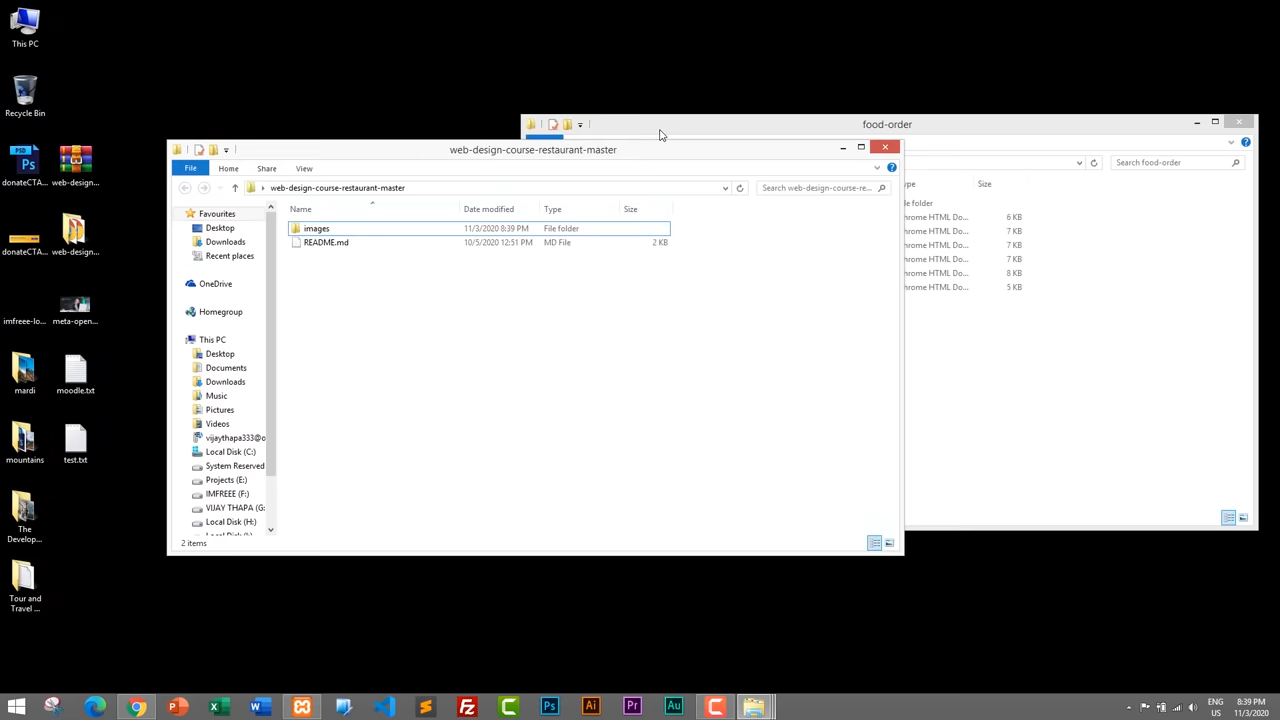 This PC
Recycle Bin
donateCTA...
web-design...
donateCTA...
web-design...
imfreee-lo...
meta-open...
mardi
moodle.txt
mountains
test.txt
The
Develop...
Tour and
Travel ...
food-order
Search food-order
ype
Size
le folder
hrome HTML Do...
6 KB
hrome HTML Do...
7 KB
hrome HTML Do...
7 KB
hrome HTML Do...
7 KB
hrome HTML Do...
8 KB
hrome HTML Do...
5 KB
web-design-course-restaurant-master
File
Home
Share
View
web-design-course-restaurant-master
Search web-design-course-re...
Name
Date modified
Type
Size
images
11/3/2020 8:39 PM
File folder
README.md
10/5/2020 12:51 PM
MD File
2 KB
Favourites
Desktop
Downloads
Recent places
OneDrive
Homegroup
This PC
Desktop
Documents
Downloads
Music
Pictures
Videos
vijaythapa333@o
Local Disk (C:)
System Reserved
Projects (E:)
IMFREEE (F:)
VIJAY THAPA (G:
Local Disk (H:)
2 items
ENG
US
8:39 PM
11/3/2020